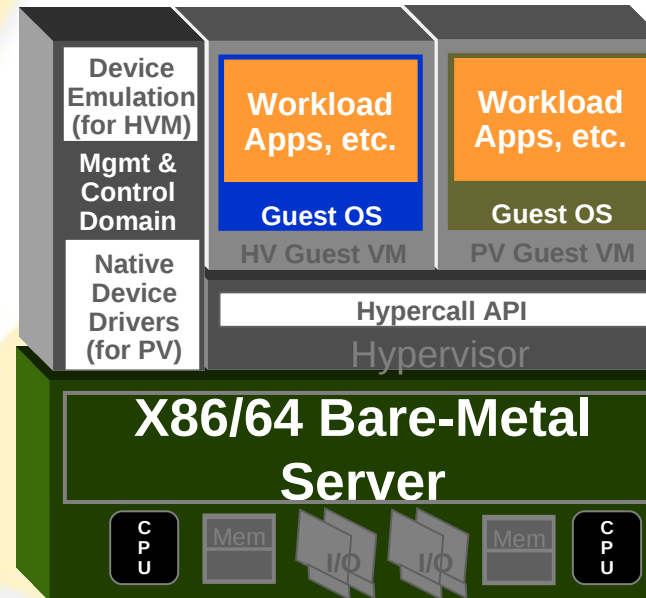 Device
Emulation
(for HVM)
Mgmt &
Control
Domain
Native
Device
Drivers
(for PV)
Workload
Apps, etc.
Guest OS
HV Guest VM
Workload
Apps, etc.
Guest OS
PV Guest VM
Hypercall API
Hypervisor
X86/64 Bare-Metal
Server
CPU
Mem
I/O
I/O
Mem
CPU